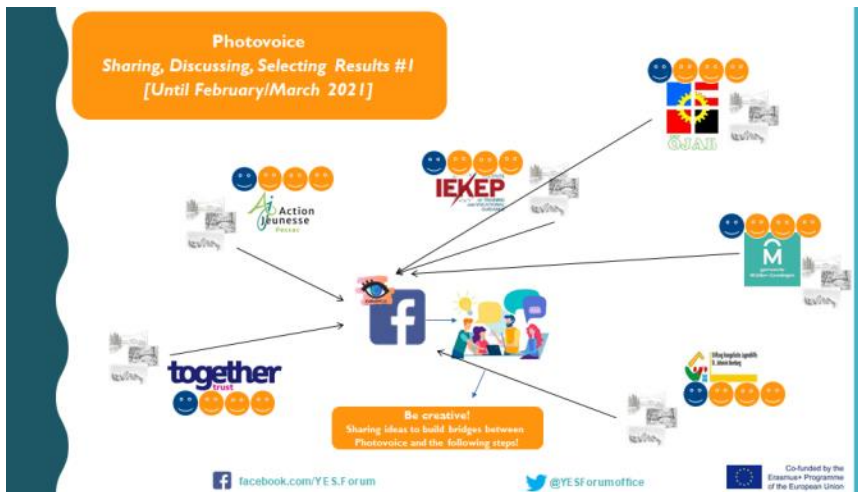 Photovoice
Sharing, Discussing, Selecting Results #1
[Until February/March 2021]
ÖJAB
IEKEP
Action
Jeunesse
Pessac
M
together
trust
Be creative!
Sharing ideas to build bridges between
Photovoice and the following steps!
facebook.com/YES.Forum
@YESForumoffice
Co-funded by the
Erasmus+ Programme
of the European Union